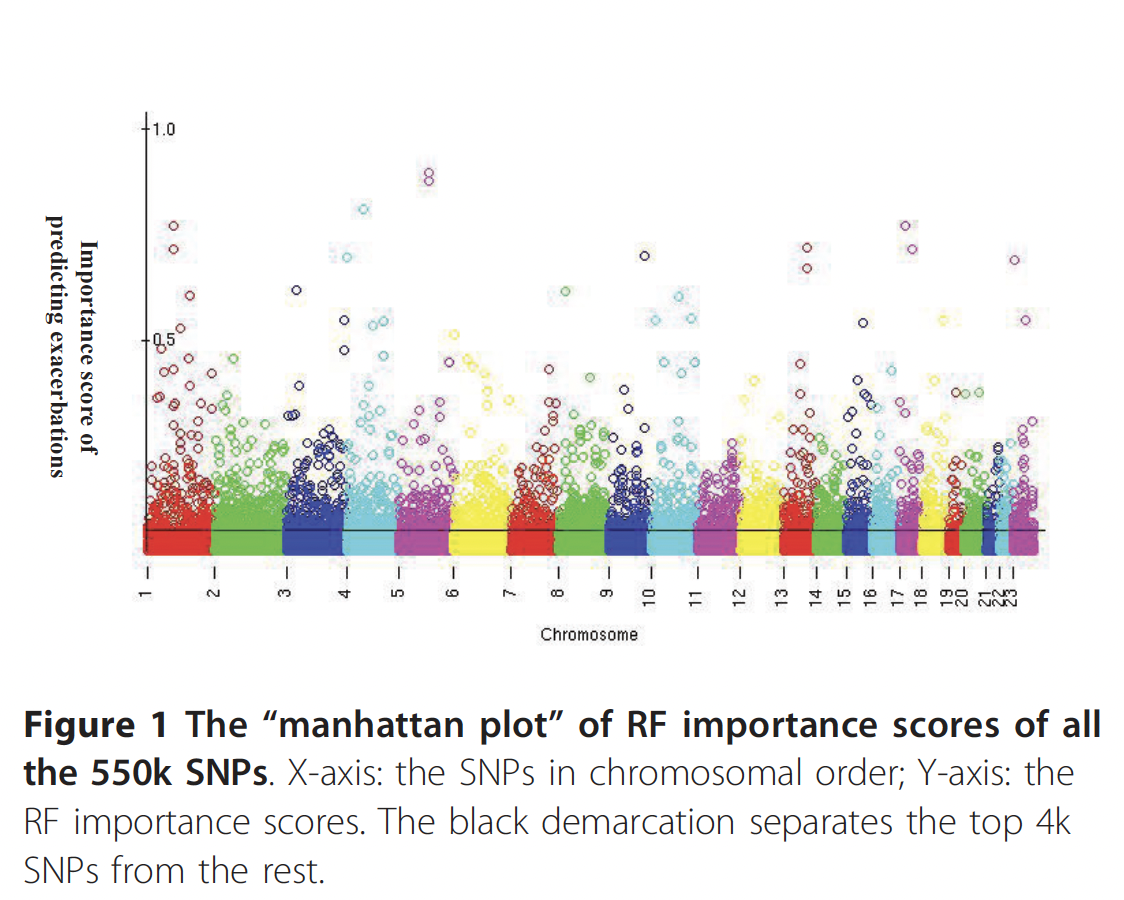 1.0
0.5
Importance score of
predicting exacerbations
1 2 3 4 5 6 7 8 9 10 11 12 13 14 15 16 17 18 19 20 21 22 23
Chromosome
Figure 1 The “manhattan plot” of RF importance scores of all
the 550k SNPs. X-axis: the SNPs in chromosomal order; Y-axis: the
RF importance scores. The black demarcation separates the top 4k
SNPs from the rest.